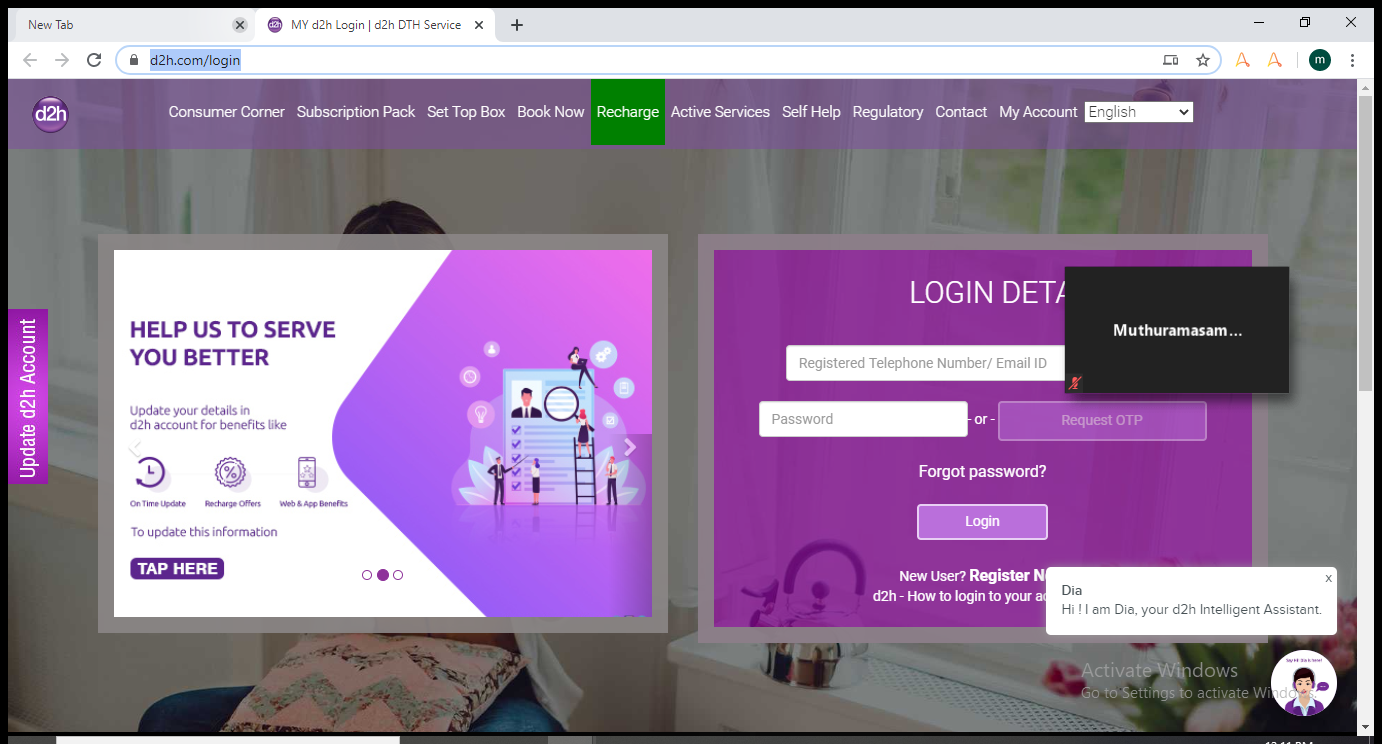 New Tab
MY d2h Login | d2h DTH Service
d2h.com/login
m
d2h
Consumer Corner
Subscription Pack
Set Top Box
Book Now
Recharge
Active Services
Self Help
Regulatory
Contact
My Account
English
Update d2h Account
HELP US TO SERVE
YOU BETTER
Update your details in
d2h account for benefits like
On Time Update
Recharge Offers
Web & App Benefits
To update this information
TAP HERE
LOGIN DETA
Muthuramasam...
Registered Telephone Number/ Email ID
Password
- or -
Request OTP
Forgot password?
Login
New User? Register N
d2h - How to login to your ac
x
Dia
Hi ! I am Dia, your d2h Intelligent Assistant.
Activate Windows
Go to Settings to activate Windows.